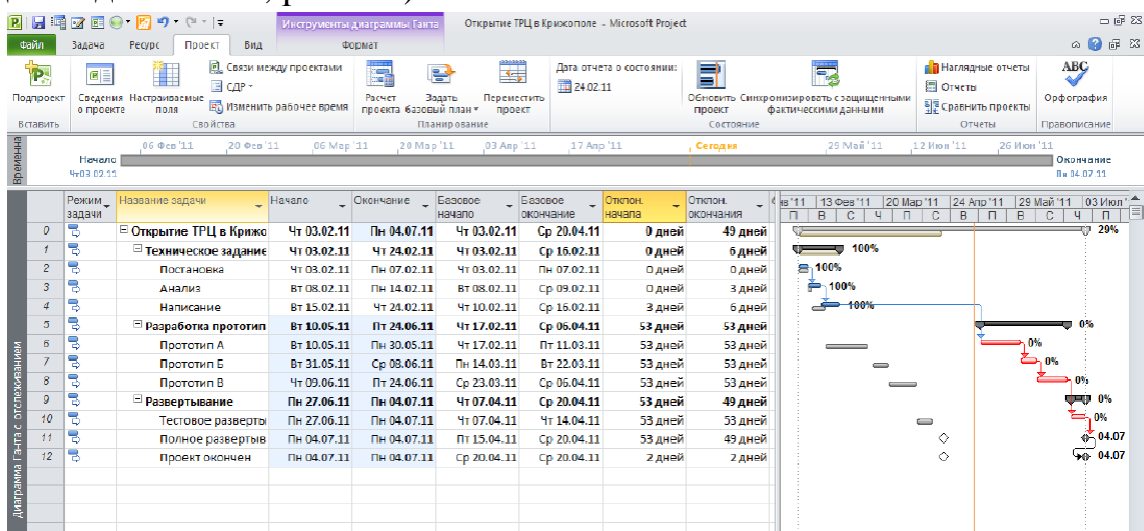 Инструменты диаграммы Ганта Открытие ТРЦ в Крижополе - Microsoft Project
Файл Задача Ресурс Проект Вид Формат
Подпроект Сведения о проекте Настраиваемые поля Связи между проектами СДР Изменить рабочее время Расчет проекта Задать базовый план Переместить проект Дата отчета о состоянии: 24.02.11 Обновить проект Синхронизировать с защищенными фактическими данными Наглядные отчеты Отчеты Сравнить проекты ABC Орфография
Вставить Свойства Планирование Состояние Отчеты Правописание
Временна
06 Фев '11 20 Фев '11 06 Мар '11 20 Мар '11 03 Апр '11 17 Апр '11 Сегодня 29 Май '11 12 Июн '11 26 Июн '11
Начало Окончание
Чт 03.02.11 Пн 04.07.11
Режим задачи Название задачи Начало Окончание Базовое начало Базовое окончание Отклон. начала Отклон. окончания
нв '11 13 Фев '11 20 Мар '11 24 Апр '11 29 Май '11 03 Июл '
П В С Ч П С В П В С Ч П
0 Открытие ТРЦ в Крижо Чт 03.02.11 Пн 04.07.11 Чт 03.02.11 Ср 20.04.11 0 дней 49 дней 29%
1 Техническое задание Чт 03.02.11 Чт 24.02.11 Чт 03.02.11 Ср 16.02.11 0 дней 6 дней 100%
2 Постановка Чт 03.02.11 Пн 07.02.11 Чт 03.02.11 Пн 07.02.11 0 дней 0 дней 100%
3 Анализ Вт 08.02.11 Пн 14.02.11 Вт 08.02.11 Ср 09.02.11 0 дней 3 дней 100%
4 Написание Вт 15.02.11 Чт 24.02.11 Чт 10.02.11 Ср 16.02.11 3 дней 6 дней 100%
5 Разработка прототип Вт 10.05.11 Пт 24.06.11 Чт 17.02.11 Ср 06.04.11 53 дней 53 дней 0%
6 Прототип А Вт 10.05.11 Пн 30.05.11 Чт 17.02.11 Пт 11.03.11 53 дней 53 дней 0%
7 Прототип Б Вт 31.05.11 Ср 08.06.11 Пн 14.03.11 Вт 22.03.11 53 дней 53 дней 0%
8 Прототип В Чт 09.06.11 Пт 24.06.11 Ср 23.03.11 Ср 06.04.11 53 дней 53 дней 0%
9 Развертывание Пн 27.06.11 Пн 04.07.11 Чт 07.04.11 Ср 20.04.11 53 дней 49 дней 0%
10 Тестовое разверты Пн 27.06.11 Пн 04.07.11 Чт 07.04.11 Чт 14.04.11 53 дней 53 дней 0%
11 Полное развертыв Пн 04.07.11 Пн 04.07.11 Пт 15.04.11 Ср 20.04.11 53 дней 49 дней 04.07
12 Проект окончен Пн 04.07.11 Пн 04.07.11 Ср 20.04.11 Ср 20.04.11 2 дней 2 дней 04.07
Диаграмма Ганта с отслеживанием